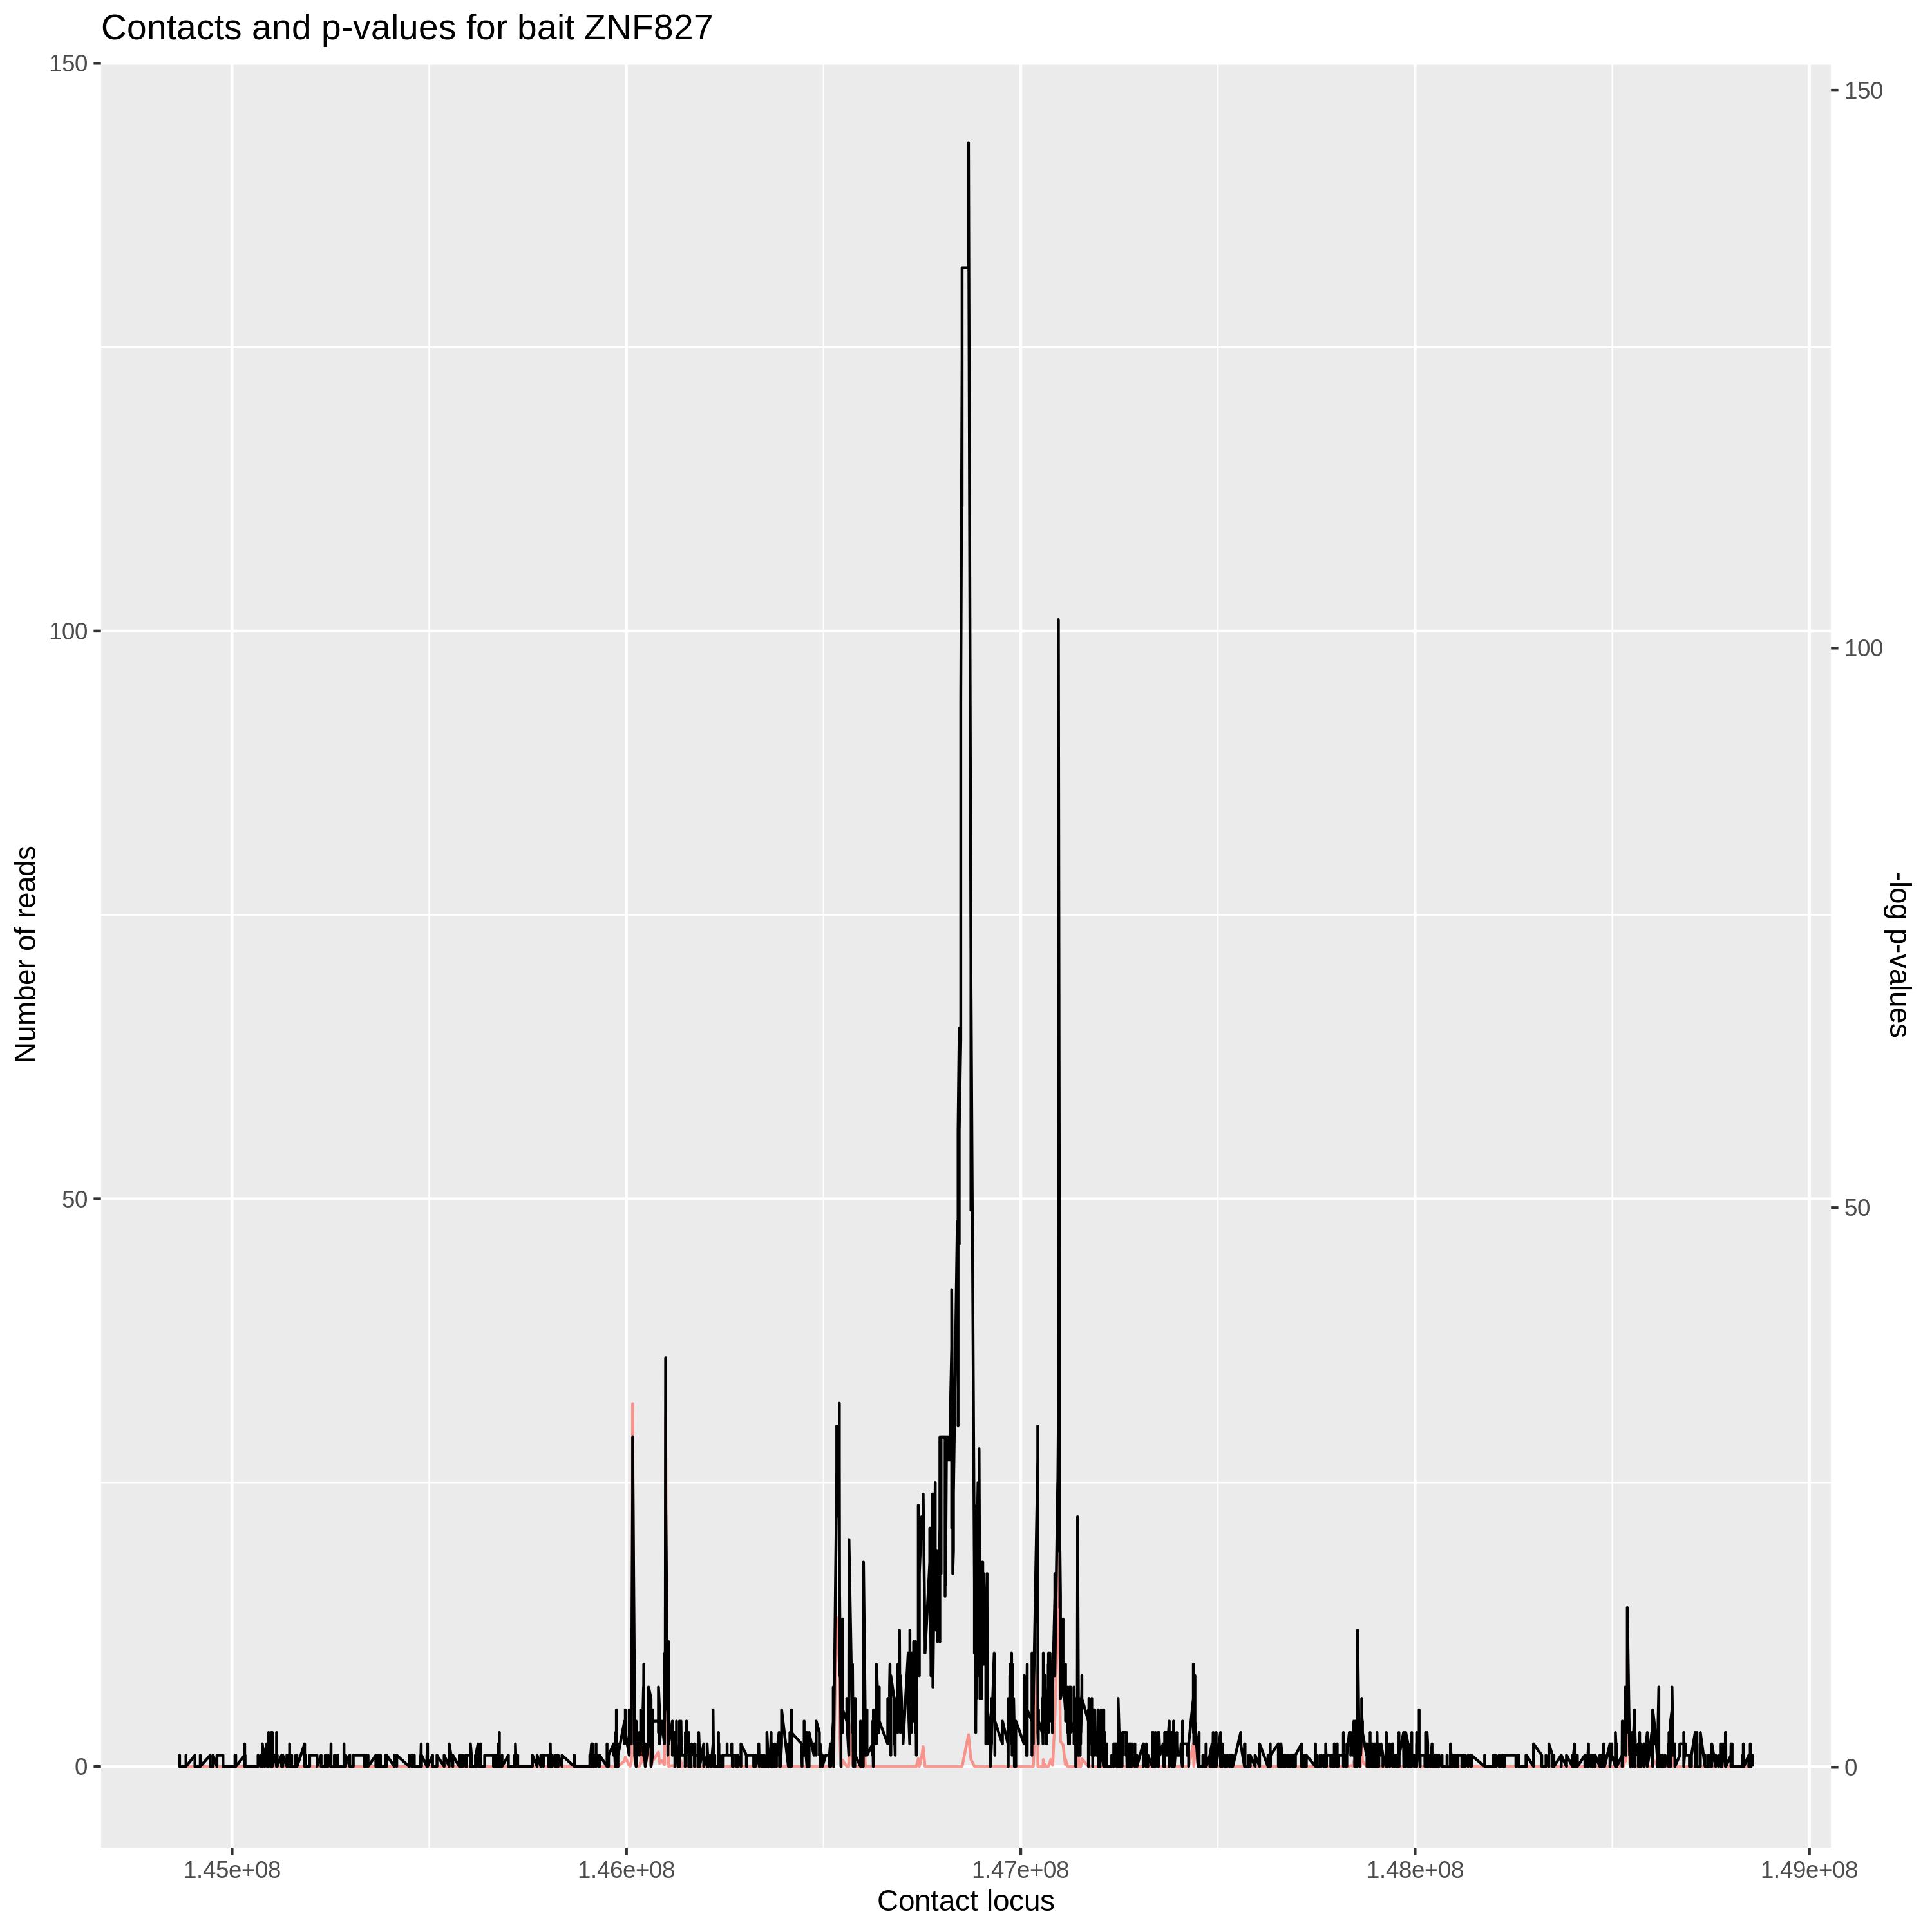 Contacts and p-values for bait ZNF827
150
100
50
0
Number of reads
150
100
50
0
-log p-values
1.45e+08
1.46e+08
1.47e+08
1.48e+08
1.49e+08
Contact locus